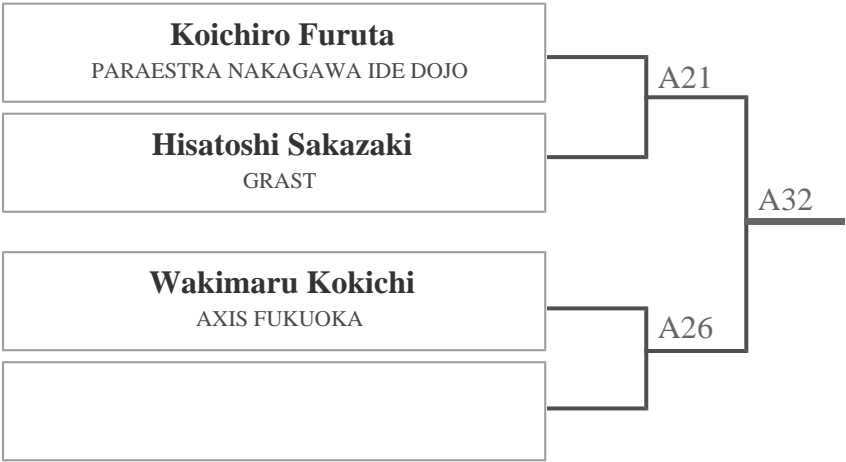 Koichiro Furuta
PARAESTRA NAKAGAWA IDE DOJO
A21
Hisatoshi Sakazaki
GRAST
A32
Wakimaru Kokichi
AXIS FUKUOKA
A26